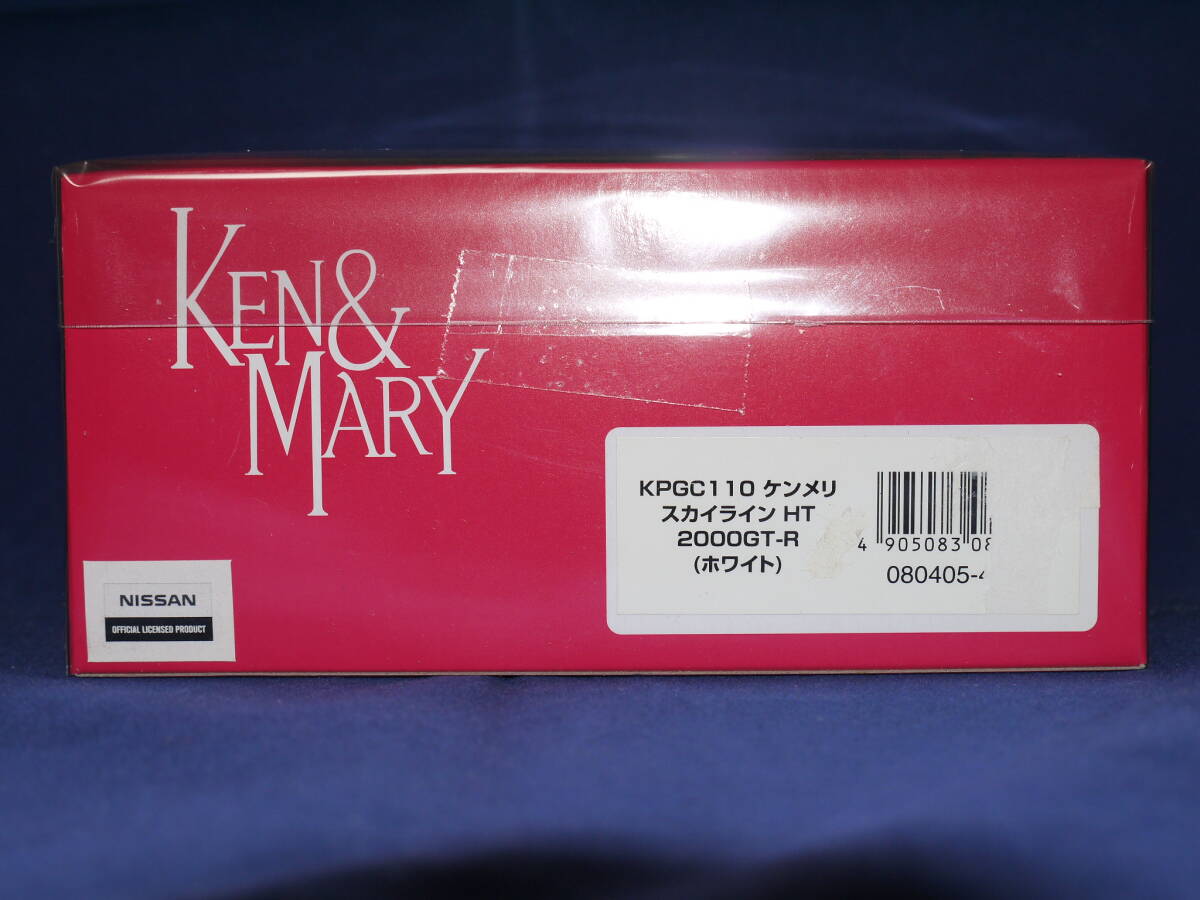 KEN&
MARY
KPGC110 ケンメリ
スカイライン HT
2000GT-R
(ホワイト)
4 905083 08
080405-4
NISSAN
OFFICIAL LICENSED PRODUCT